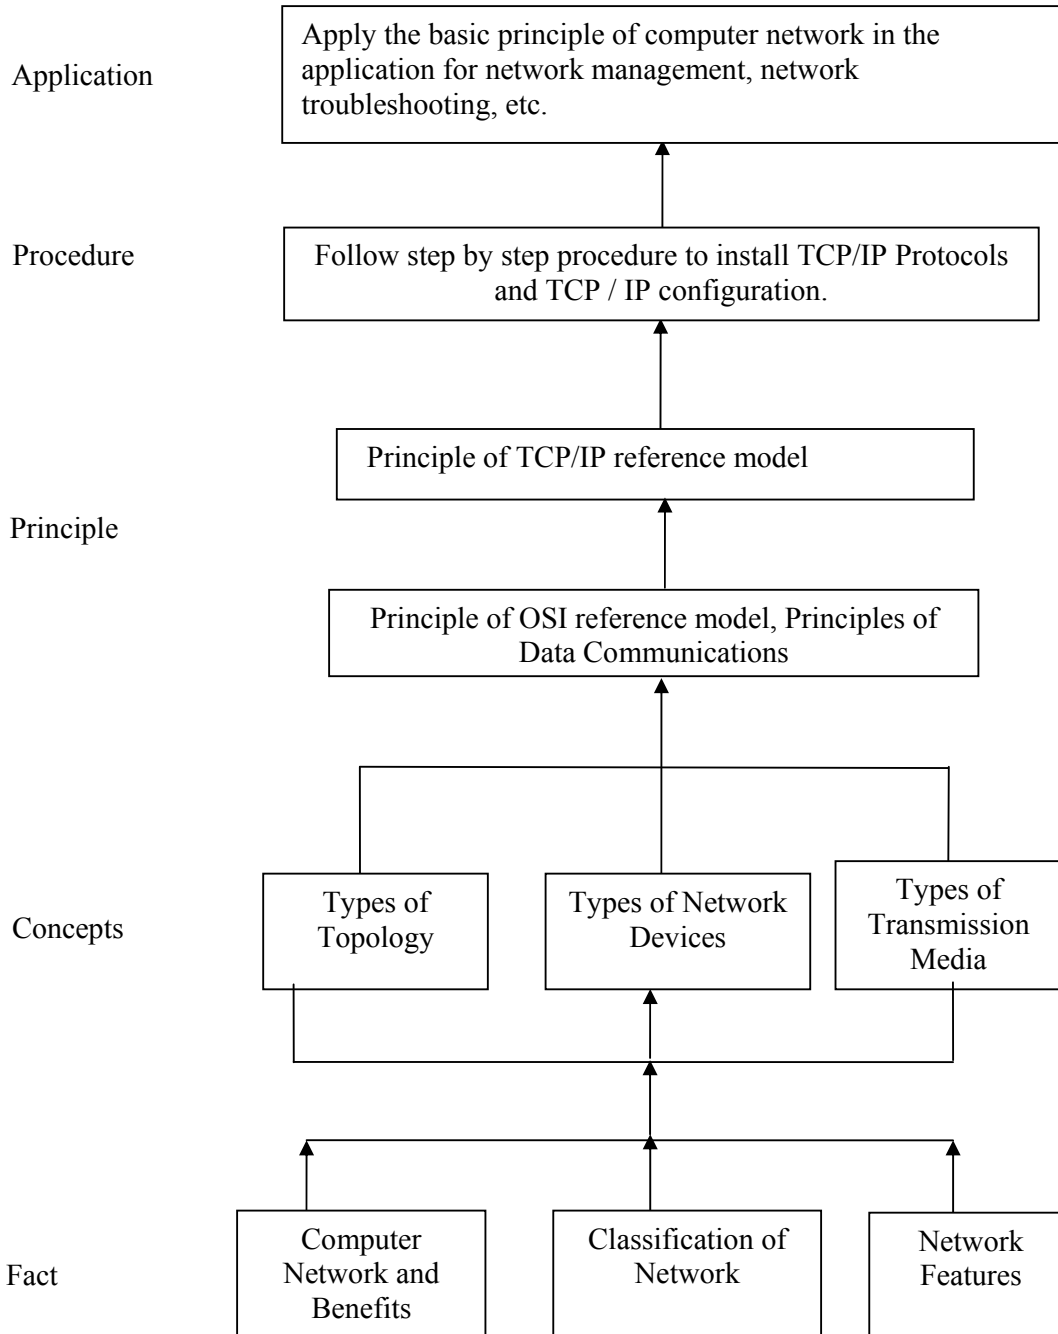 Application
Apply the basic principle of computer network in the
application for network management, network
troubleshooting, etc.
Procedure
Follow step by step procedure to install TCP/IP Protocols
and TCP / IP configuration.
Principle of TCP/IP reference model
Principle
Principle of OSI reference model, Principles of
Data Communications
Concepts
Types of
Topology
Types of Network
Devices
Types of
Transmission
Media
Fact
Computer
Network and
Benefits
Classification of
Network
Network
Features